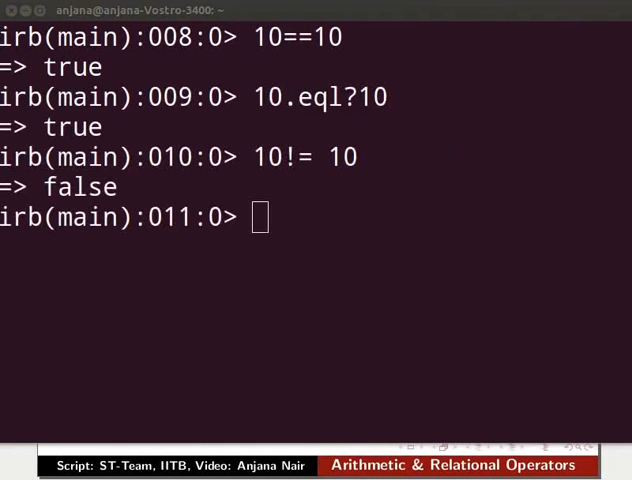 anjana@anjana-Vostro-3400: ~
irb(main):008:0> 10==10
=> true
irb(main):009:0> 10.eql?10
=> true
irb(main):010:0> 10!= 10
=> false
irb(main):011:0>
Script: ST-Team, IITB, Video: Anjana Nair Arithmetic & Relational Operators